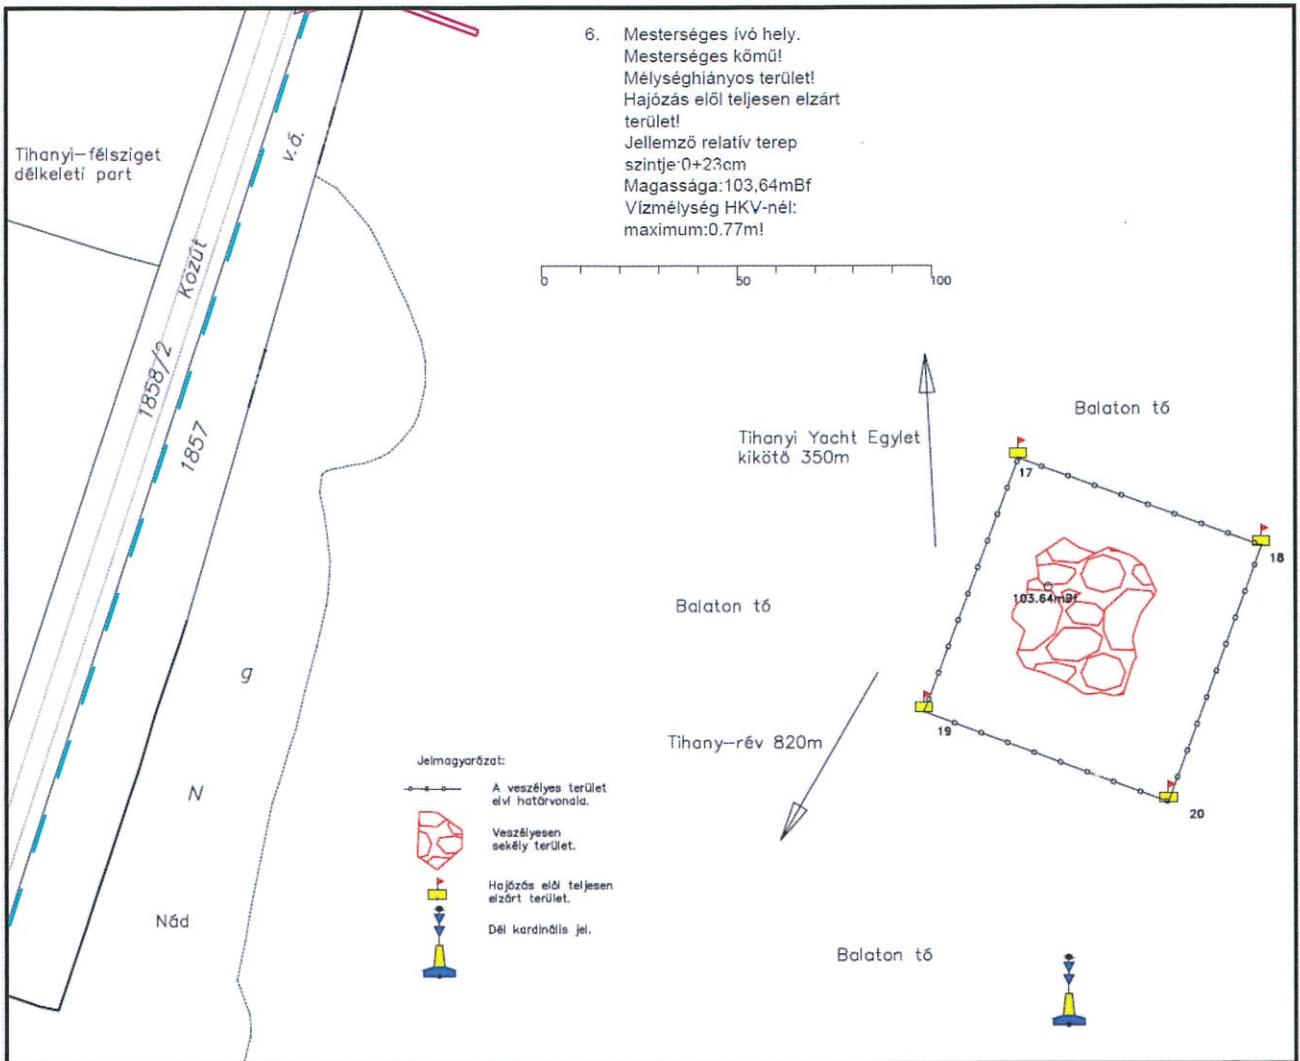 6. Mesterséges ívó hely.
Mesterséges kőmű!
Mélységhiányos terület!
Hajózás elől teljesen elzárt
terület!
Jellemző relatív terep
szintje:0+23cm
Magassága:103,64mBf
Vízmélység HKV-nél:
maximum:0.77m!
Tihanyi-félsziget
délkeleti part
v.á.
Közút
1858/2
1857
0 50 100
Balaton tó
Tihanyi Yacht Egylet
kikötő 350m
17
18
103.64mBf
Balaton tó
g
19
Tihany-rév 820m
20
N
Nád
Jelmagyarázat:
A veszélyes terület
elvi határvonala.
Veszélyesen
sekély terület.
Hajózás elől teljesen
elzárt terület.
Dél kardinális jel.
Balaton tó